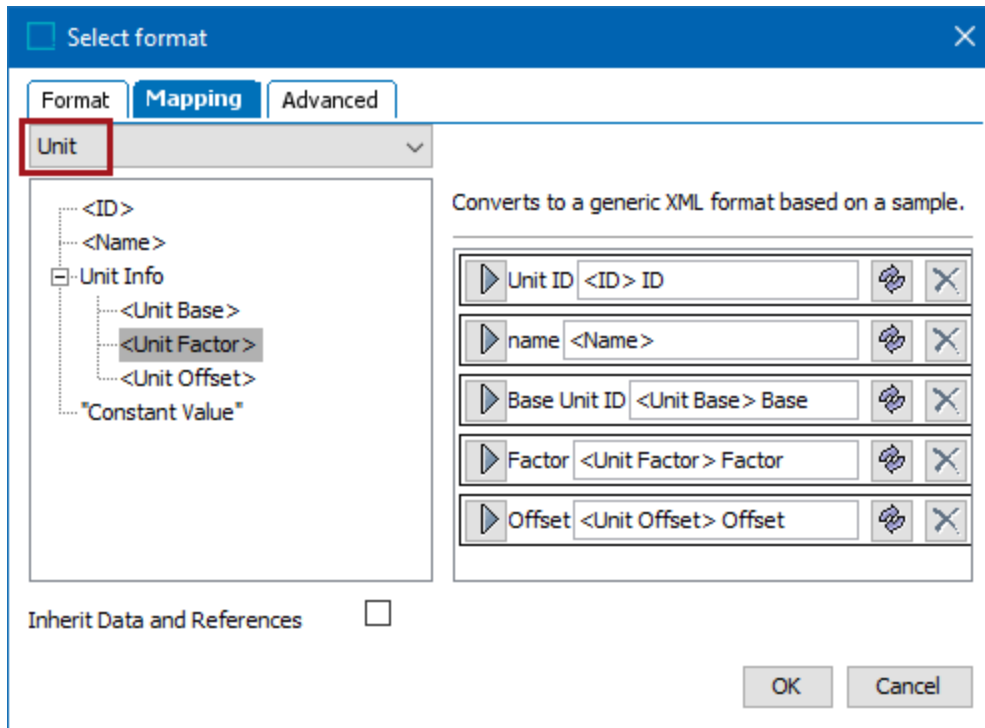 Select format
Format Mapping Advanced
Unit
<ID>
<Name>
Unit Info
<Unit Base>
<Unit Factor>
<Unit Offset>
"Constant Value"
Converts to a generic XML format based on a sample.
Unit ID <ID> ID
name <Name>
Base Unit ID <Unit Base> Base
Factor <Unit Factor> Factor
Offset <Unit Offset> Offset
Inherit Data and References
OK Cancel